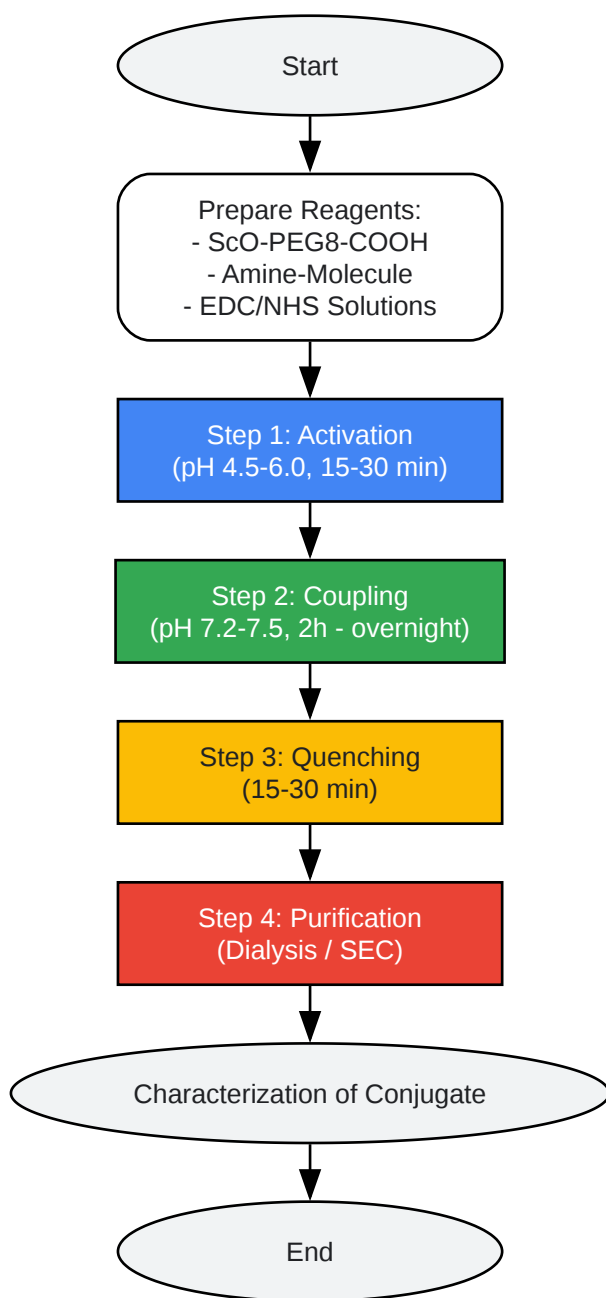 Start
Prepare Reagents:
- ScO-PEG8-COOH
- Amine-Molecule
- EDC/NHS Solutions
Step 1: Activation
(pH 4.5-6.0, 15-30 min)
Step 2: Coupling
(pH 7.2-7.5, 2h - overnight)
Step 3: Quenching
(15-30 min)
Step 4: Purification
(Dialysis / SEC)
Characterization of Conjugate
End